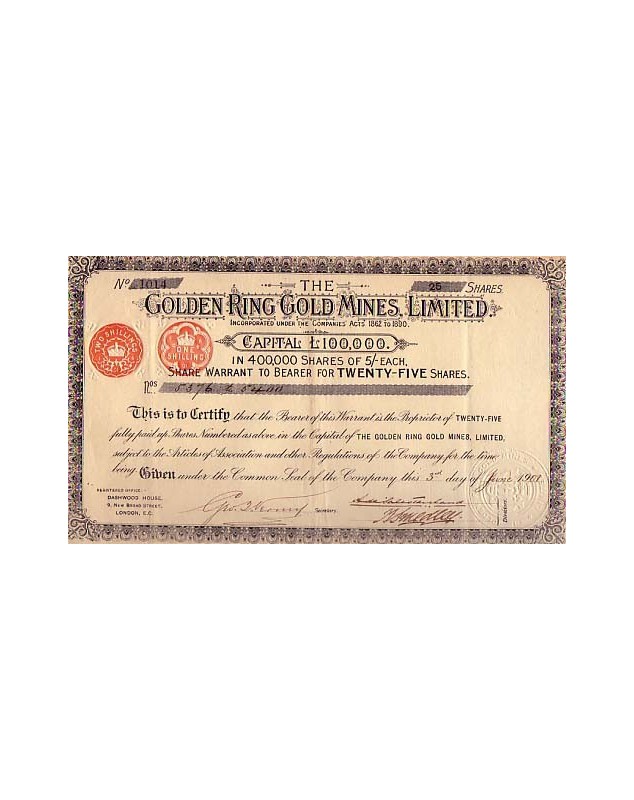 No. 1014
THE
25 SHARES
GOLDEN RING GOLD MINES, LIMITED.
INCORPORATED UNDER THE COMPANIES ACTS 1862 TO 1890.
TWO SHILLINGS
ONE SHILLING
CAPITAL £100,000.
IN 400,000 SHARES OF 5/- EACH.
SHARE WARRANT TO BEARER FOR TWENTY-FIVE SHARES.
Nos 5376 to 5400
This is to Certify that the Bearer of this Warrant is the Proprietor of TWENTY-FIVE
fully paid up Shares Numbered as above in the Capital of THE GOLDEN RING GOLD MINES, LIMITED,
subject to the Articles of Association and other Regulations of the Company for the time
being. Given under the Common Seal of the Company this 3rd day of June 1901
REGISTERED OFFICE:
DASHWOOD HOUSE,
9, NEW BROAD STREET,
LONDON, E.C.
Secretary
Directors